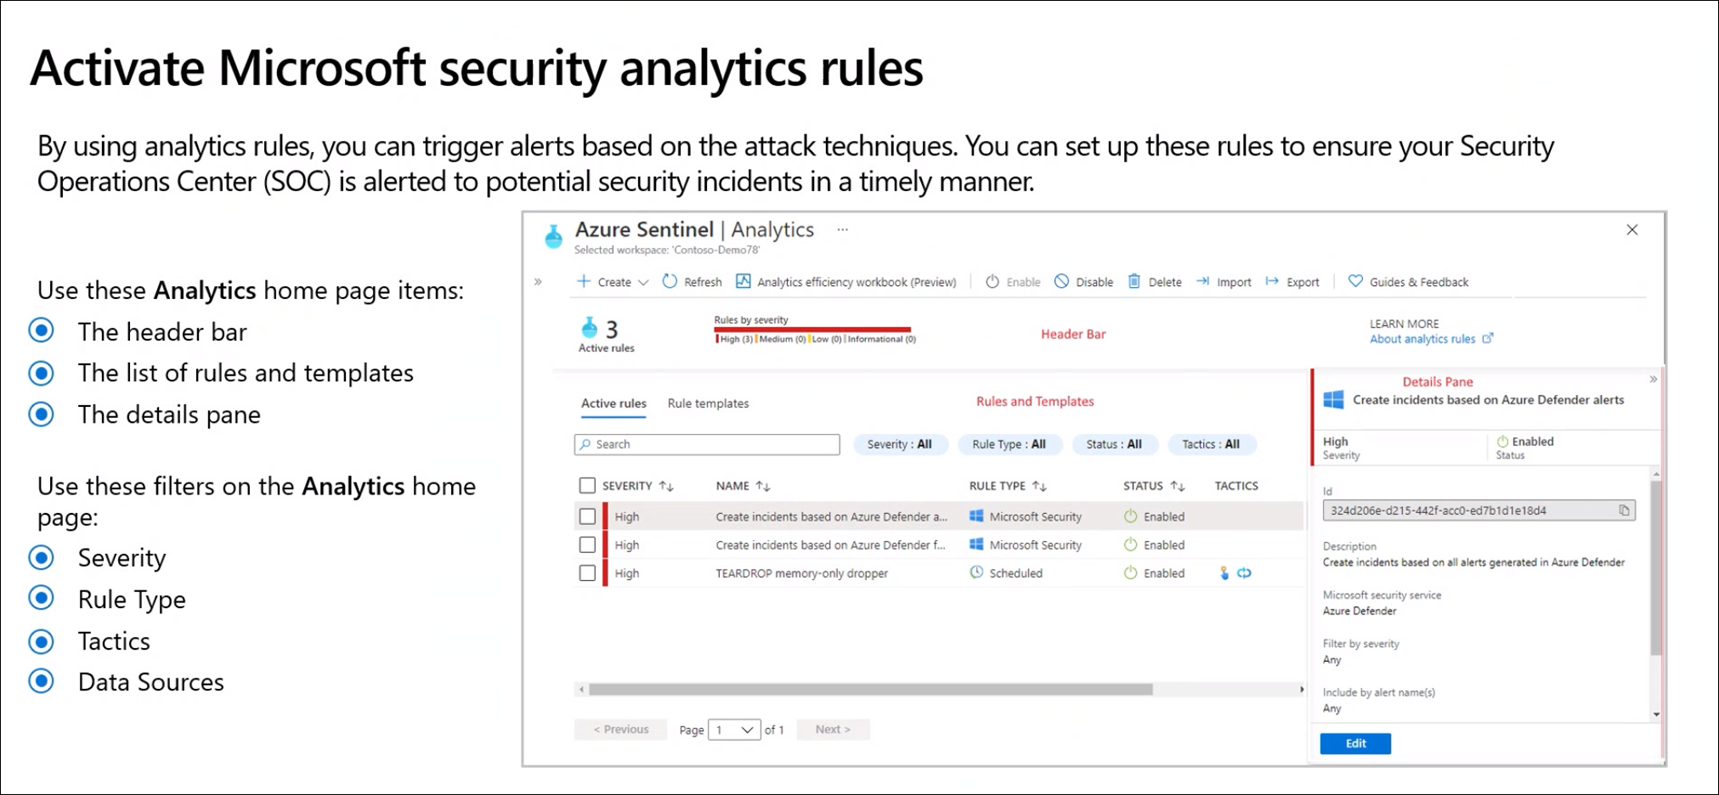 Activate Microsoft security analytics rules
By using analytics rules, you can trigger alerts based on the attack techniques. You can set up these rules to ensure your Security
Operations Center (SOC) is alerted to potential security incidents in a timely manner.
Use these Analytics home page items:
The header bar
The list of rules and templates
The details pane
Use these filters on the Analytics home
page:
Severity
Rule Type
Tactics
Data Sources
Azure Sentinel | Analytics ...
Selected workspace: 'Contoso-Demo78'
» Create Refresh Analytics efficiency workbook (Preview) Enable Disable Delete Import Export Guides & Feedback
3
Active rules
Rules by severity
High (3) Medium (0) Low (0) Informational (0)
Header Bar
LEARN MORE
About analytics rules
Active rules Rule templates
Rules and Templates
Search Severity : All Rule Type : All Status : All Tactics : All
SEVERITY NAME RULE TYPE STATUS TACTICS
High Create incidents based on Azure Defender a... Microsoft Security Enabled
High Create incidents based on Azure Defender f... Microsoft Security Enabled
High TEARDROP memory-only dropper Scheduled Enabled
< Previous Page 1 of 1 Next >
Details Pane »
Create incidents based on Azure Defender alerts
High Enabled
Severity Status
Id
324d206e-d215-442f-acc0-ed7b1d1e18d4
Description
Create incidents based on all alerts generated in Azure Defender
Microsoft security service
Azure Defender
Filter by severity
Any
Include by alert name(s)
Any
Edit